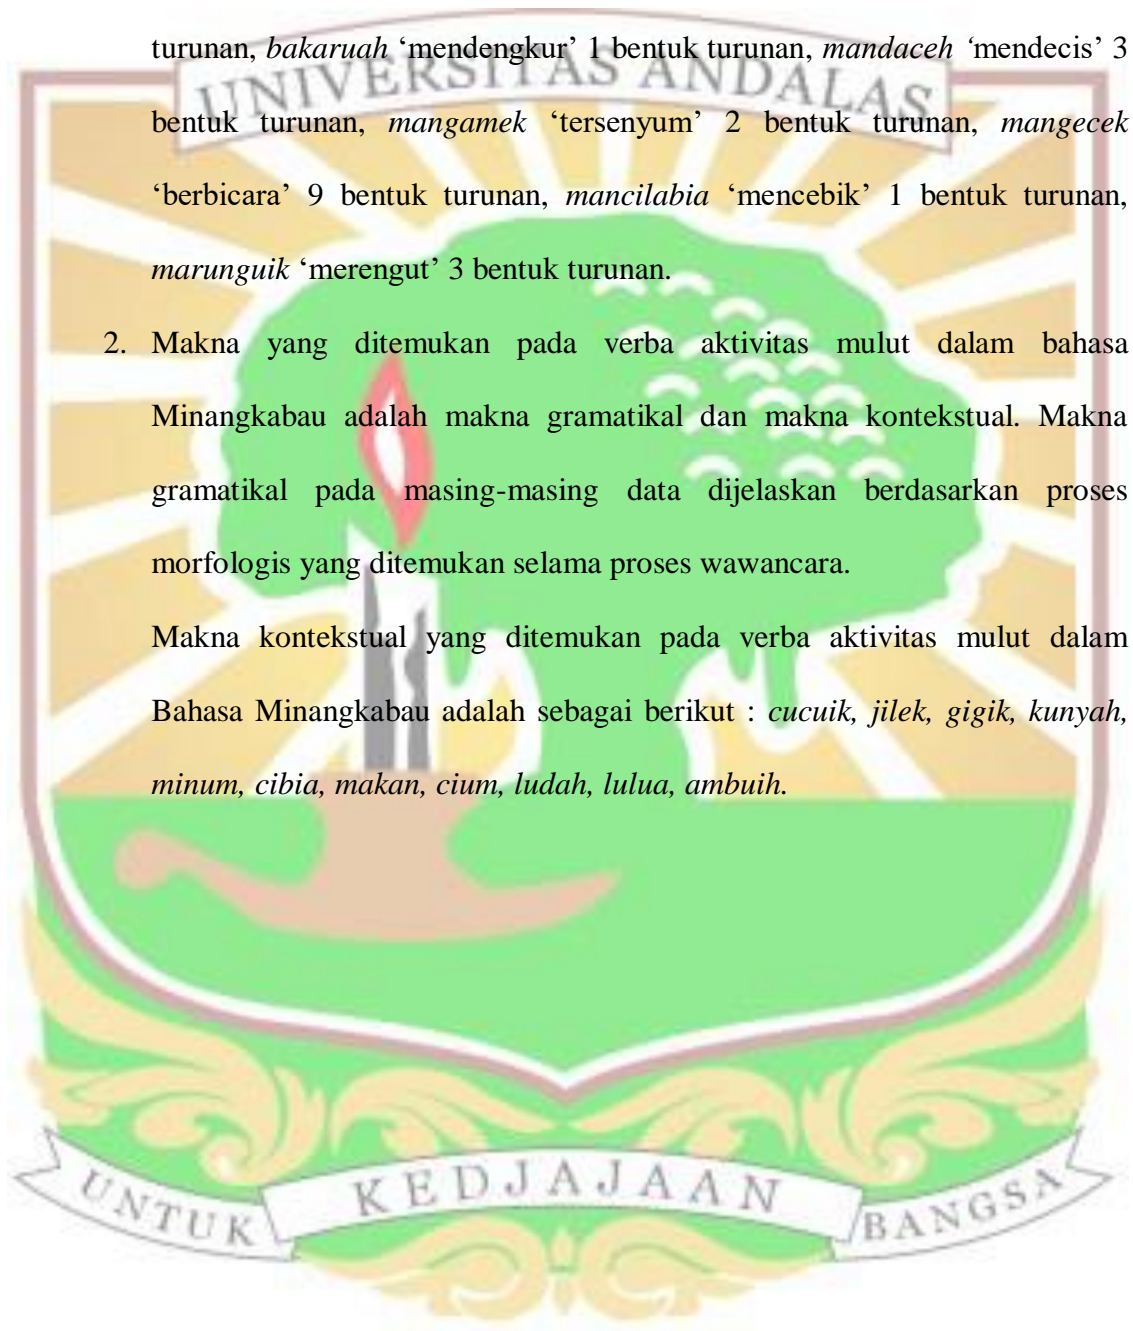 turunan, bakaruah ‘mendengkur’ 1 bentuk turunan, mandaceh ‘mendecis’ 3
UNIVERSITAS ANDALAS
bentuk turunan, mangamek ‘tersenyum’ 2 bentuk turunan, mangecek
‘berbicara’ 9 bentuk turunan, mancilabia ‘mencebik’ 1 bentuk turunan,
marunguik ‘merengut’ 3 bentuk turunan.
2. Makna yang ditemukan pada verba aktivitas mulut dalam bahasa
Minangkabau adalah makna gramatikal dan makna kontekstual. Makna
gramatikal pada masing-masing data dijelaskan berdasarkan proses
morfologis yang ditemukan selama proses wawancara.
Makna kontekstual yang ditemukan pada verba aktivitas mulut dalam
Bahasa Minangkabau adalah sebagai berikut : cucuik, jilek, gigik, kunyah,
minum, cibia, makan, cium, ludah, lulua, ambuih.
UNTUK KEDJAJAAN BANGSA